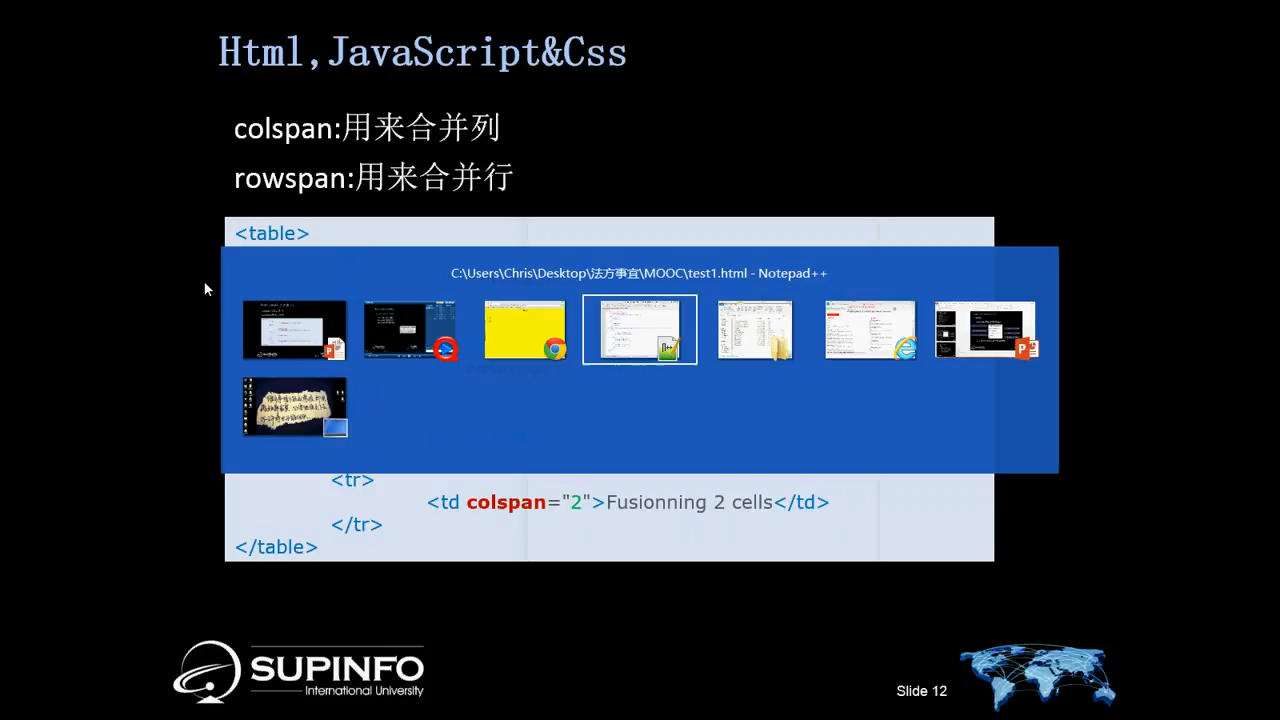 Html,JavaScript&Css
colspan:用来合并列
rowspan:用来合并行
<table>
C:\Users\Chris\Desktop\法方事宜\MOOC\test1.html - Notepad++
<tr>
<td colspan="2">Fusionning 2 cells</td>
</tr>
</table>
SUPINFO
International University
Slide 12